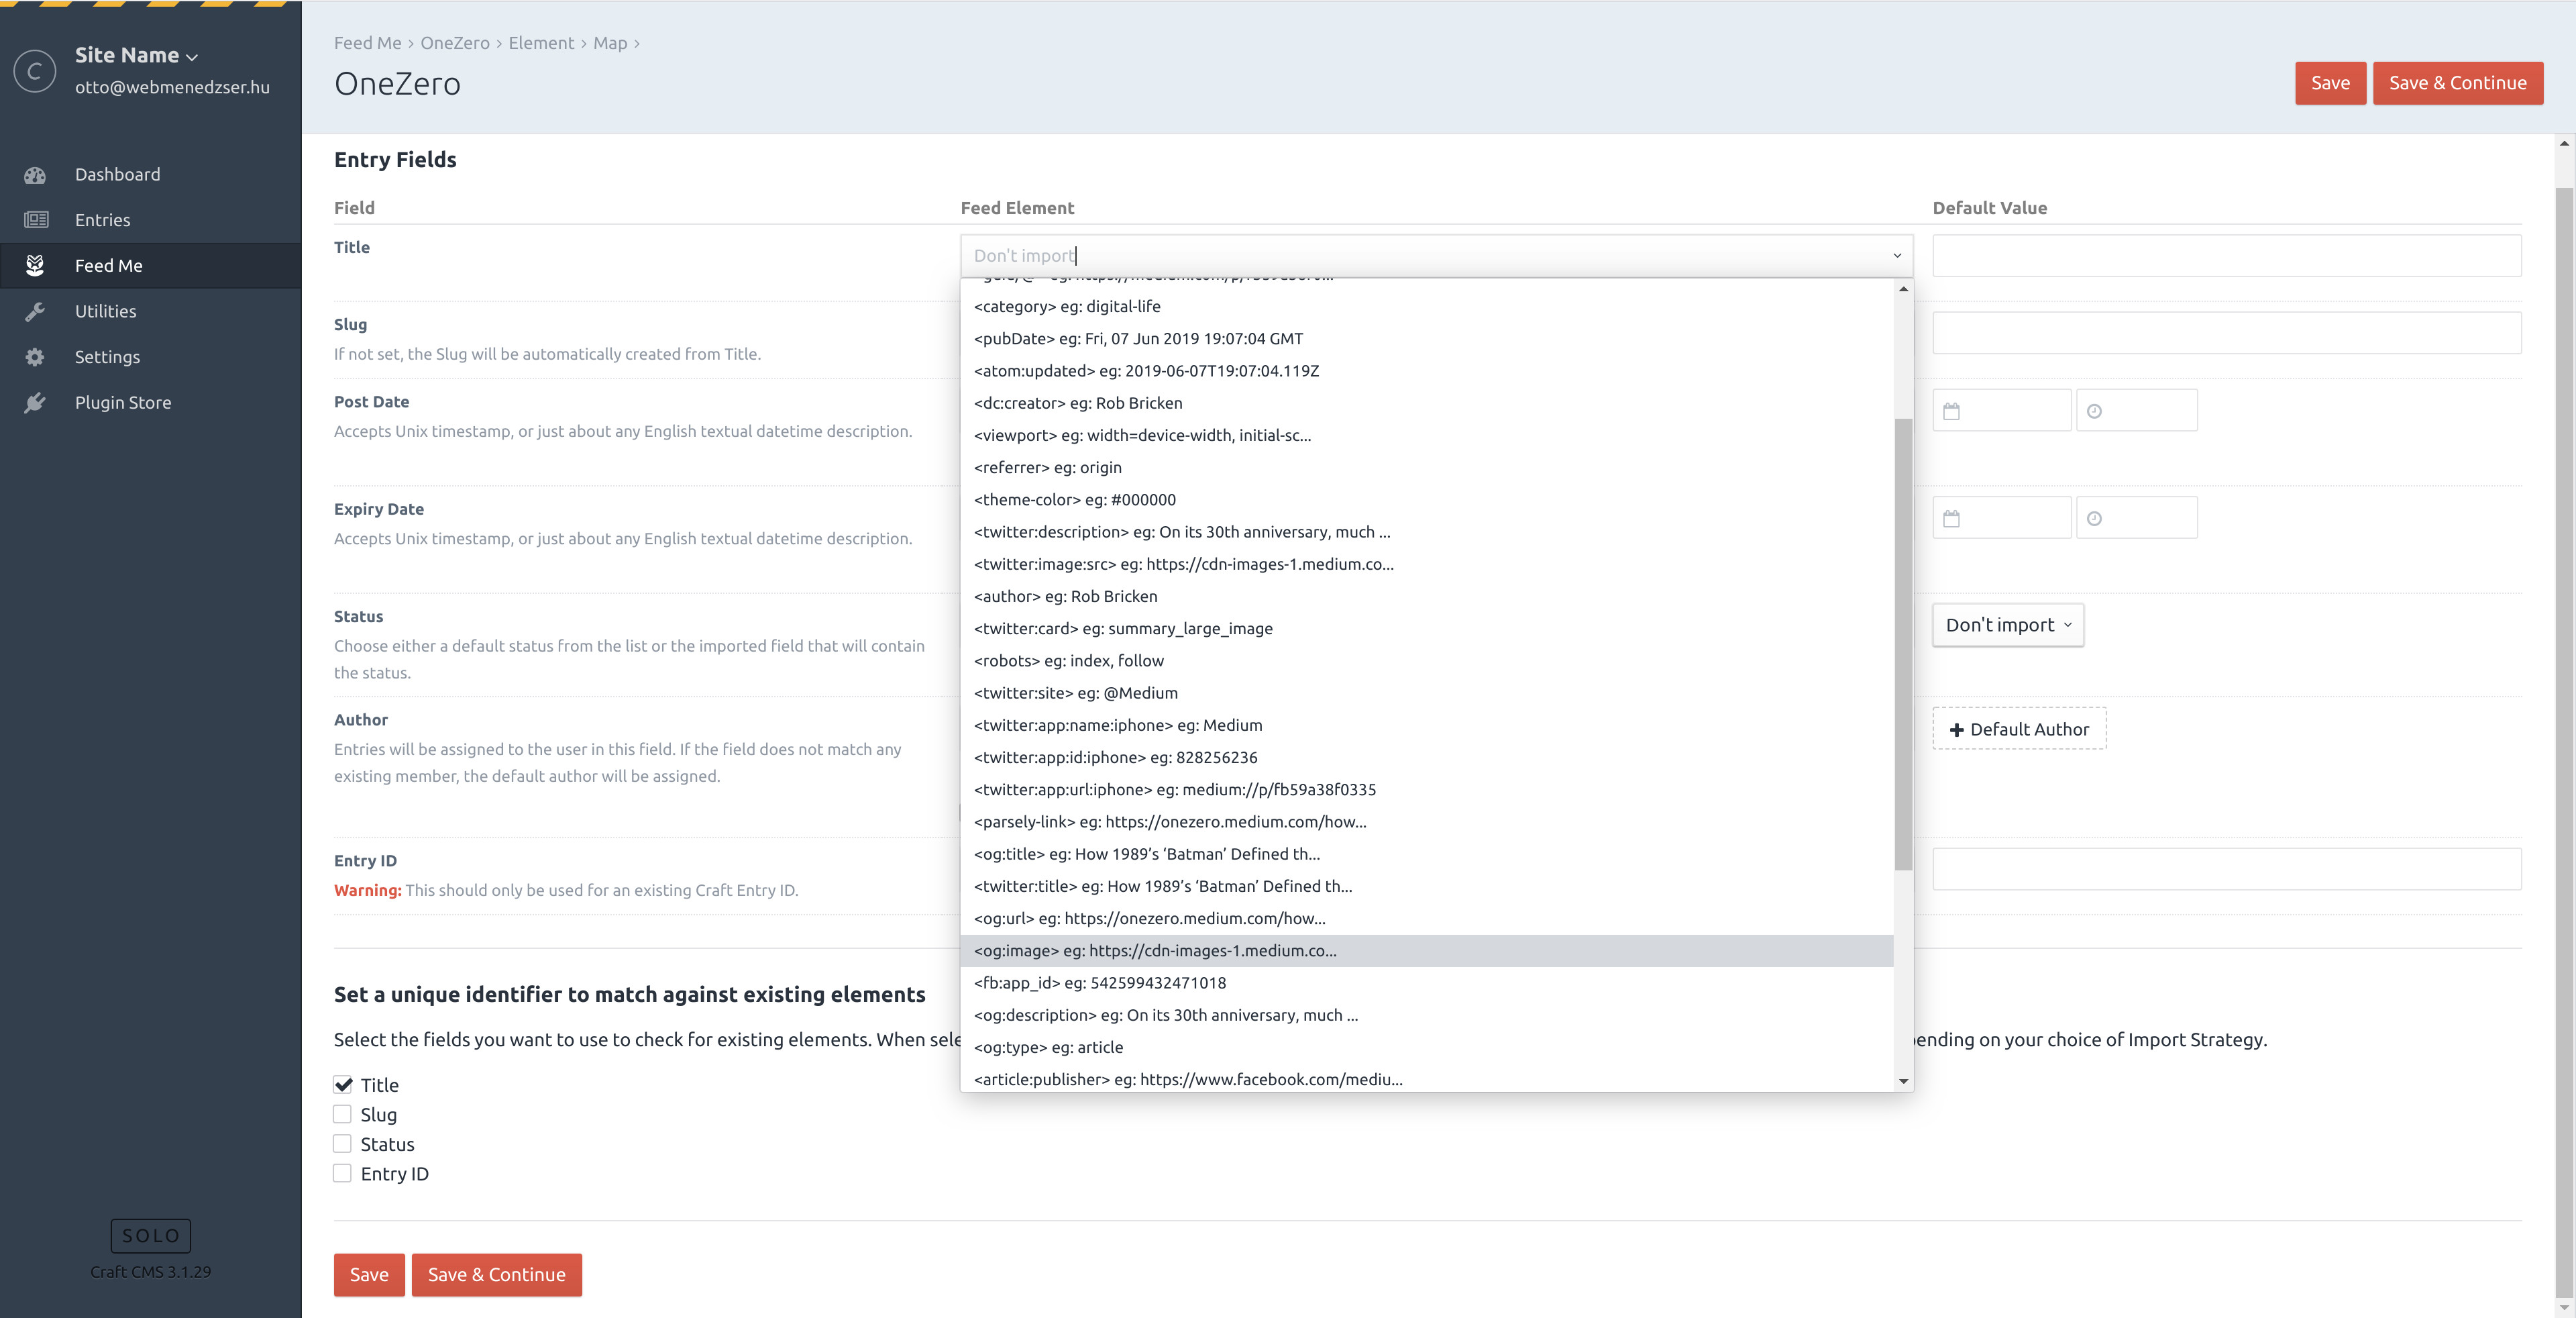 Site Name
otto@webmenedzser.hu
Dashboard
Entries
Feed Me
Utilities
Settings
Plugin Store
SOLO
Craft CMS 3.1.29
Feed Me › OneZero › Element › Map ›
OneZero
Save
Save & Continue
Entry Fields
Field
Feed Element
Default Value
Title
Don't import
<category> eg: digital-life
<pubDate> eg: Fri, 07 Jun 2019 19:07:04 GMT
<atom:updated> eg: 2019-06-07T19:07:04.119Z
<dc:creator> eg: Rob Bricken
<viewport> eg: width=device-width, initial-sc...
<referrer> eg: origin
<theme-color> eg: #000000
<twitter:description> eg: On its 30th anniversary, much ...
<twitter:image:src> eg: https://cdn-images-1.medium.co...
<author> eg: Rob Bricken
<twitter:card> eg: summary_large_image
<robots> eg: index, follow
<twitter:site> eg: @Medium
<twitter:app:name:iphone> eg: Medium
<twitter:app:id:iphone> eg: 828256236
<twitter:app:url:iphone> eg: medium://p/fb59a38f0335
<parsely-link> eg: https://onezero.medium.com/how...
<og:title> eg: How 1989’s ‘Batman’ Defined th...
<twitter:title> eg: How 1989’s ‘Batman’ Defined th...
<og:url> eg: https://onezero.medium.com/how...
<og:image> eg: https://cdn-images-1.medium.co...
<fb:app_id> eg: 542599432471018
<og:description> eg: On its 30th anniversary, much ...
<og:type> eg: article
<article:publisher> eg: https://www.facebook.com/mediu...
Slug
If not set, the Slug will be automatically created from Title.
Post Date
Accepts Unix timestamp, or just about any English textual datetime description.
Expiry Date
Accepts Unix timestamp, or just about any English textual datetime description.
Status
Choose either a default status from the list or the imported field that will contain
the status.
Don't import
Author
Entries will be assigned to the user in this field. If the field does not match any
existing member, the default author will be assigned.
+ Default Author
Entry ID
Warning: This should only be used for an existing Craft Entry ID.
Set a unique identifier to match against existing elements
Select the fields you want to use to check for existing elements. When sele ending on your choice of Import Strategy.
Title
Slug
Status
Entry ID
Save
Save & Continue